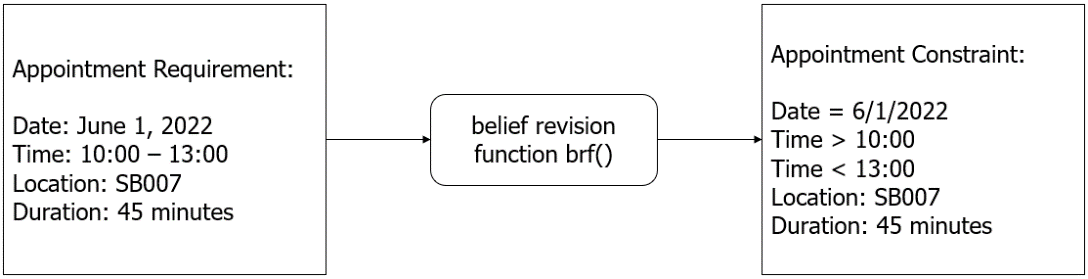 Appointment Requirement:
Date: June 1, 2022
Time: 10:00 – 13:00
Location: SB007
Duration: 45 minutes
belief revision
function brf()
Appointment Constraint:
Date = 6/1/2022
Time > 10:00
Time < 13:00
Location: SB007
Duration: 45 minutes